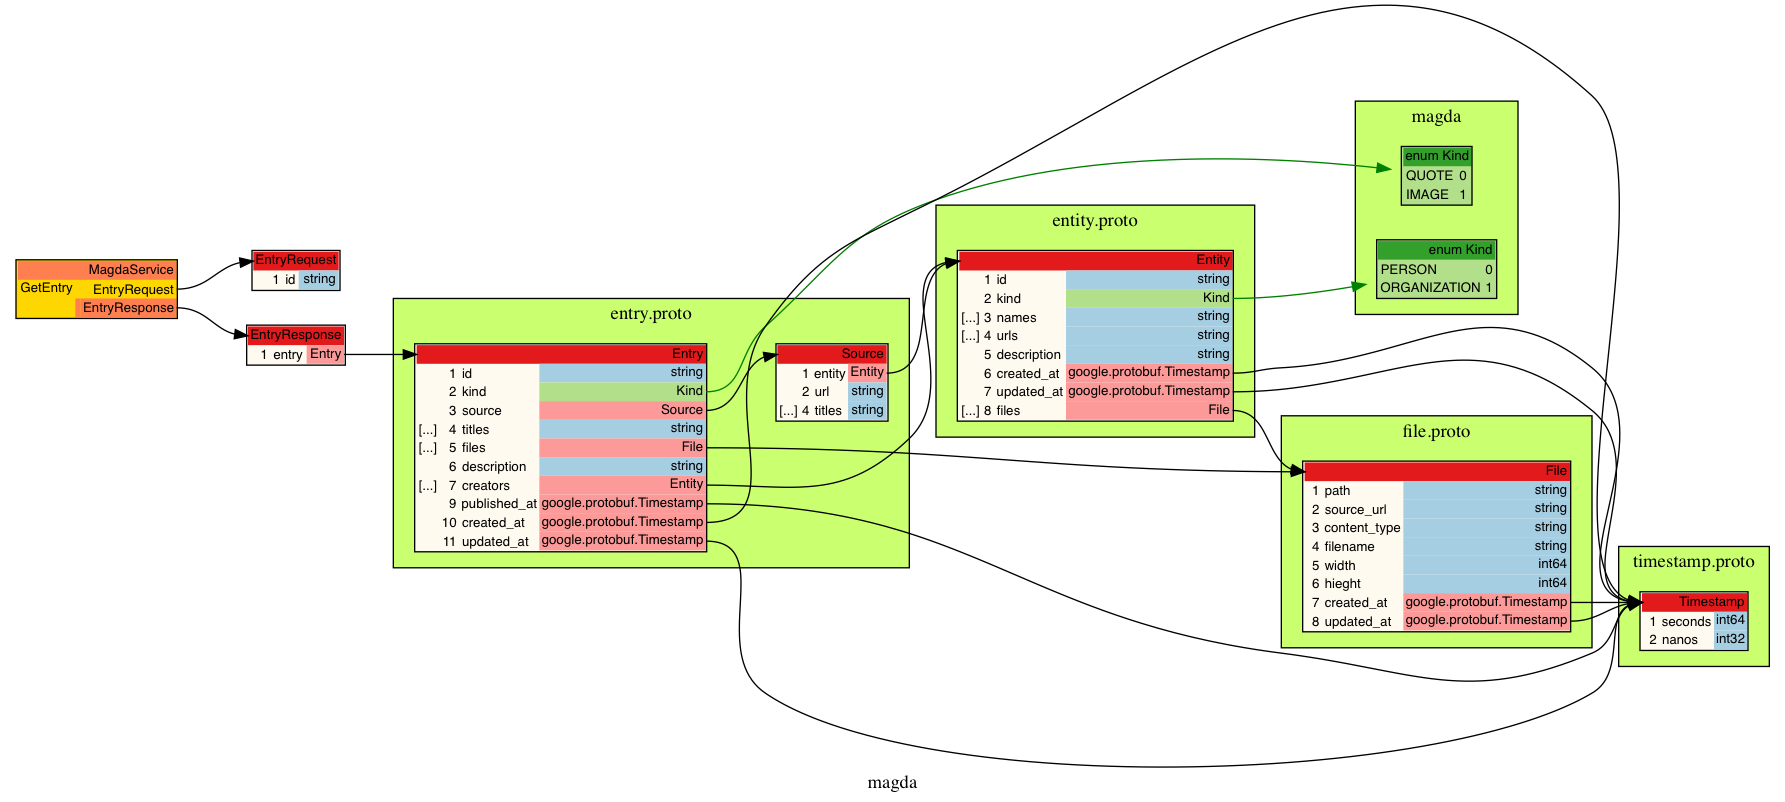 MagdaService
GetEntry EntryRequest
EntryResponse
EntryRequest
1 id string
EntryResponse
1 entry Entry
entry.proto
Entry
1 id string
2 kind Kind
3 source Source
[...] 4 titles string
[...] 5 files File
6 description string
[...] 7 creators Entity
9 published_at google.protobuf.Timestamp
10 created_at google.protobuf.Timestamp
11 updated_at google.protobuf.Timestamp
Source
1 entity Entity
2 url string
[...] 4 titles string
entity.proto
Entity
1 id string
2 kind Kind
[...] 3 names string
[...] 4 urls string
5 description string
6 created_at google.protobuf.Timestamp
7 updated_at google.protobuf.Timestamp
[...] 8 files File
magda
enum Kind
QUOTE 0
IMAGE 1
enum Kind
PERSON 0
ORGANIZATION 1
file.proto
File
1 path string
2 source_url string
3 content_type string
4 filename string
5 width int64
6 hieght int64
7 created_at google.protobuf.Timestamp
8 updated_at google.protobuf.Timestamp
timestamp.proto
Timestamp
1 seconds int64
2 nanos int32
magda